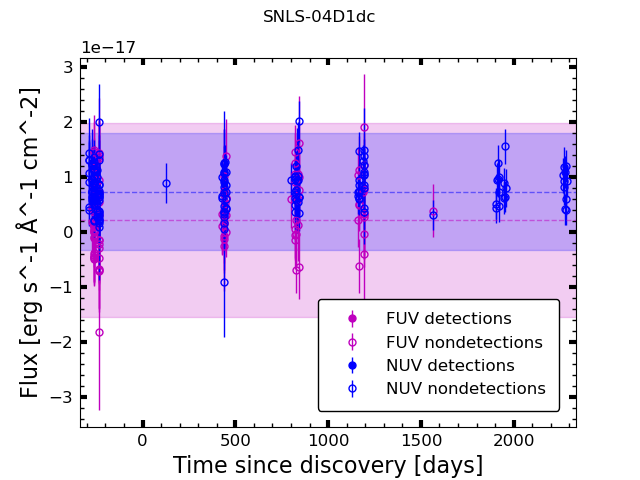 SNLS-04D1dc
1e−17
3
2
1
0
−1
−2
−3
Flux [erg s^-1 Å^-1 cm^-2]
FUV detections
FUV nondetections
NUV detections
NUV nondetections
0 500 1000 1500 2000
Time since discovery [days]